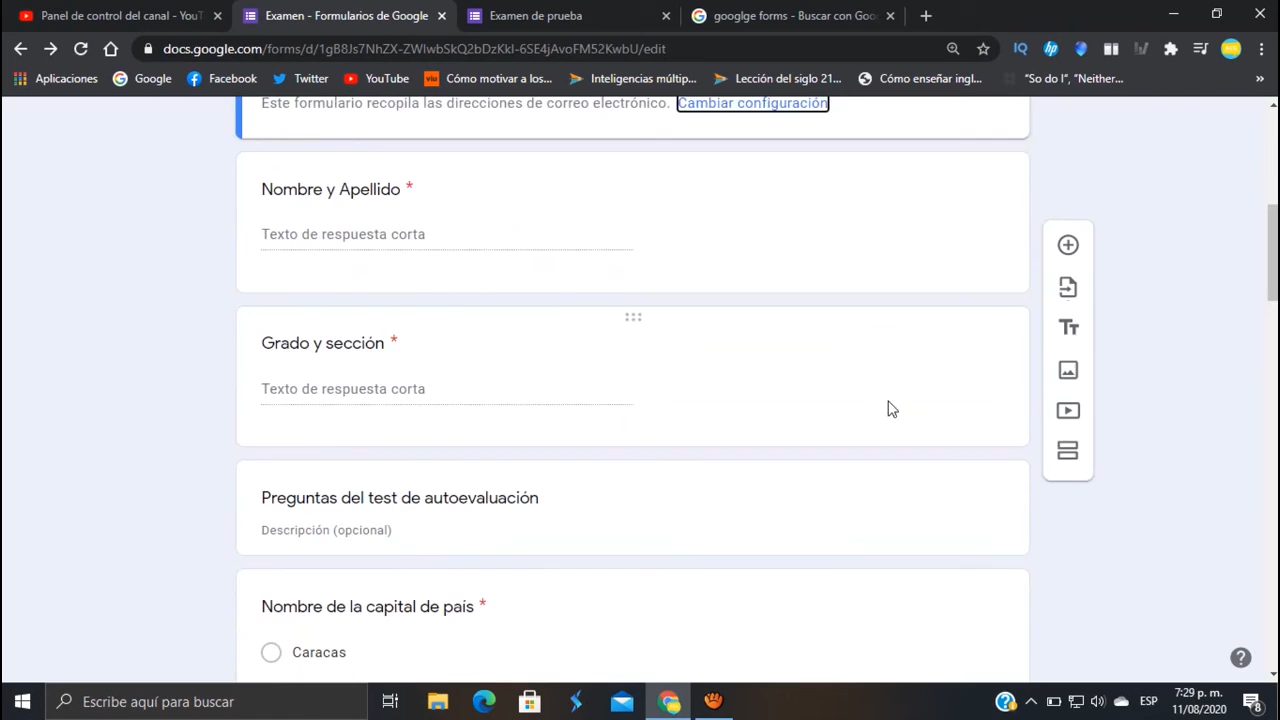 Panel de control del canal - YouT
Examen - Formularios de Google
Examen de prueba
googlge forms - Buscar con Goo
docs.google.com/forms/d/1gB8Js7NhZX-ZWIwbSkQ2bDzKkI-6SE4jAvoFM52KwbU/edit
Aplicaciones
Google
Facebook
Twitter
YouTube
Cómo motivar a los...
Inteligencias múltip...
Lección del siglo 21...
Cómo enseñar ingl...
"So do I", "Neither...
»
Este formulario recopila las direcciones de correo electrónico. Cambiar configuración
Nombre y Apellido *
Texto de respuesta corta
Grado y sección *
Texto de respuesta corta
Preguntas del test de autoevaluación
Descripción (opcional)
Nombre de la capital de país *
Caracas
Escribe aquí para buscar
ESP
7:29 p. m.
11/08/2020
8